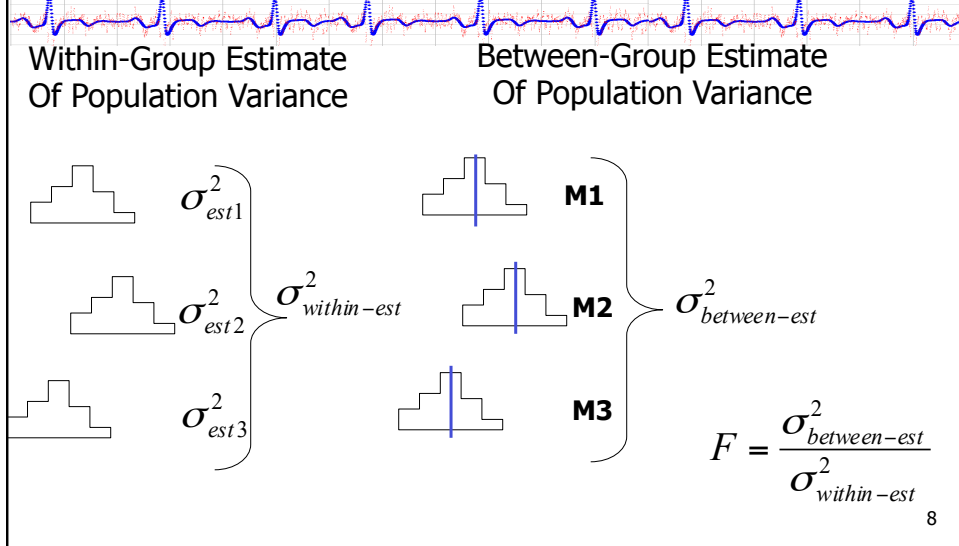 Within-Group Estimate
Of Population Variance
σ²est1
σ²est2
σ²est3
σ²within−est
Between-Group Estimate
Of Population Variance
M1
M2
M3
σ²between−est
F = σ²between−est / σ²within−est
8